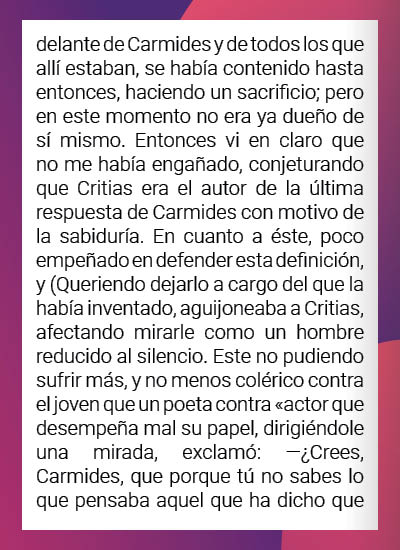 delante de Carmides y de todos los que
allí estaban, se había contenido hasta
entonces, haciendo un sacrificio; pero
en este momento no era ya dueño de
sí mismo. Entonces vi en claro que
no me había engañado, conjeturando
que Critias era el autor de la última
respuesta de Carmides con motivo de
la sabiduría. En cuanto a éste, poco
empeñado en defender esta definición,
y (Queriendo dejarlo a cargo del que la
había inventado, aguijoneaba a Critias,
afectando mirarle como un hombre
reducido al silencio. Este no pudiendo
sufrir más, y no menos colérico contra
el joven que un poeta contra «actor que
desempeña mal su papel, dirigiéndole
una mirada, exclamó: —¿Crees,
Carmides, que porque tú no sabes lo
que pensaba aquel que ha dicho que